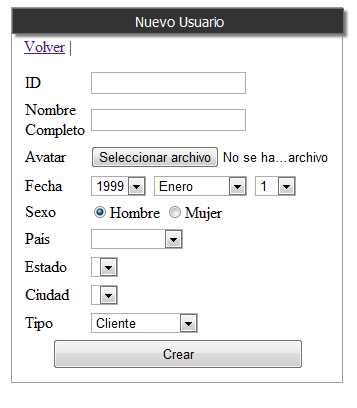 Nuevo Usuario
Volver |
ID
Nombre
Completo
Avatar Seleccionar archivo No se ha...archivo
Fecha 1999 Enero 1
Sexo Hombre Mujer
País
Estado
Ciudad
Tipo Cliente
Crear